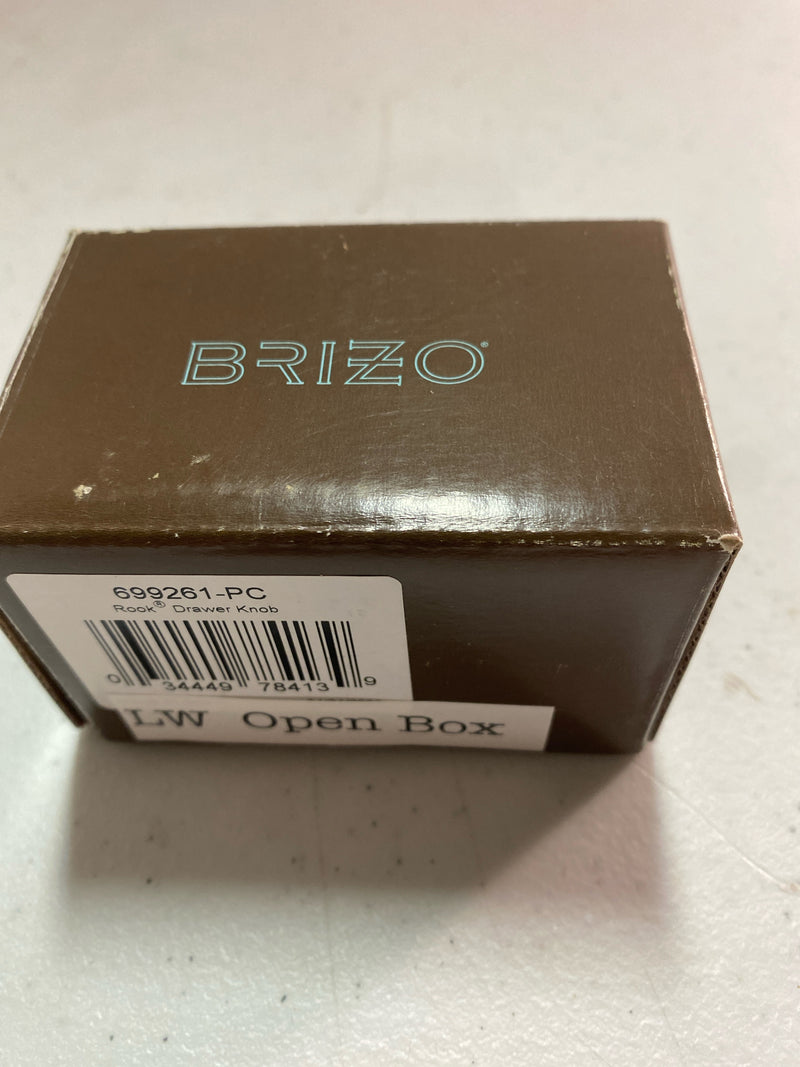 BRIZO®
699261-PC
Rook® Drawer Knob
0 34449 78413 9
LW Open Box